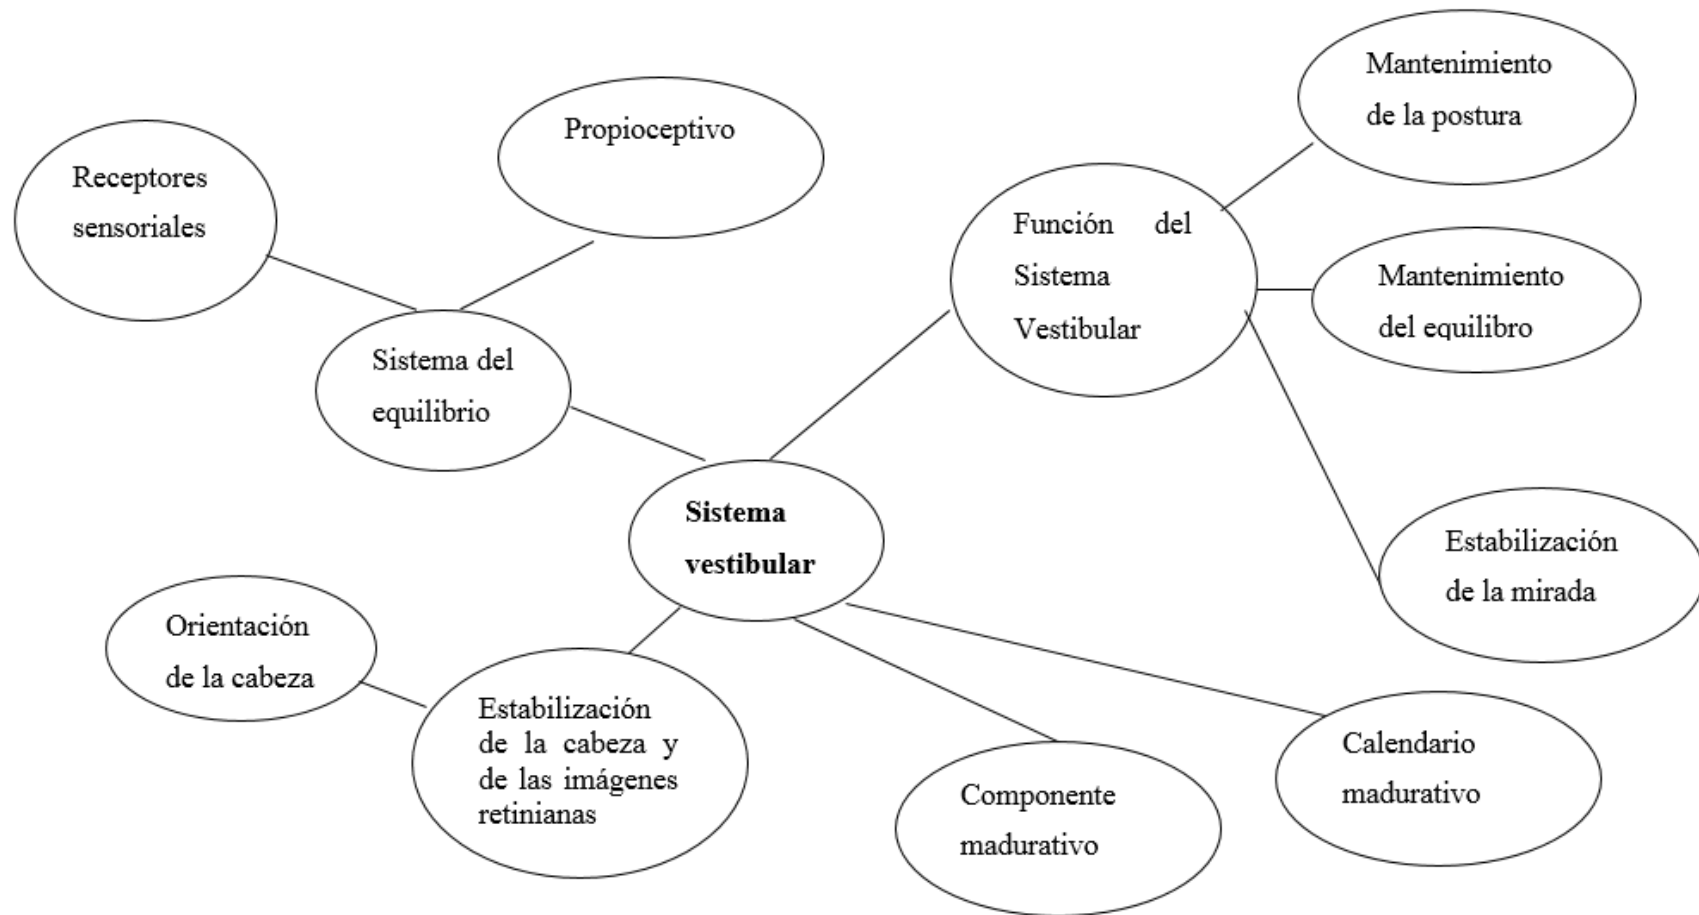 Mantenimiento
de la postura
Propioceptivo
Receptores
sensoriales
Función del
Sistema
Vestibular
Mantenimiento
del equilibro
Sistema del
equilibrio
Sistema
vestibular
Estabilización
de la mirada
Orientación
de la cabeza
Estabilización
de la cabeza y
de las imágenes
retinianas
Componente
madurativo
Calendario
madurativo